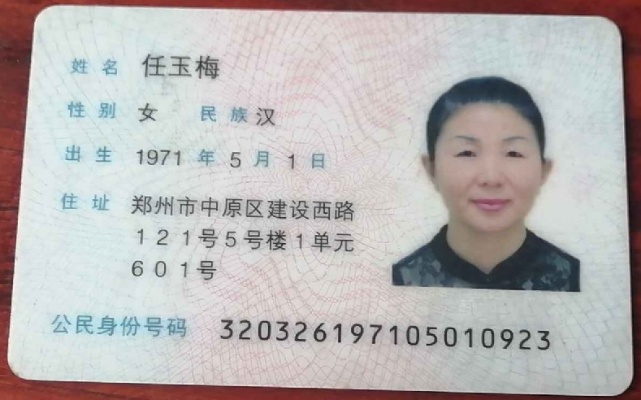 姓名 任玉梅
性别 女 民族 汉
出生 1971 年 5 月 1 日
住址 郑州市中原区建设西路
121号5号楼1单元
601号
公民身份号码 320326197105010923